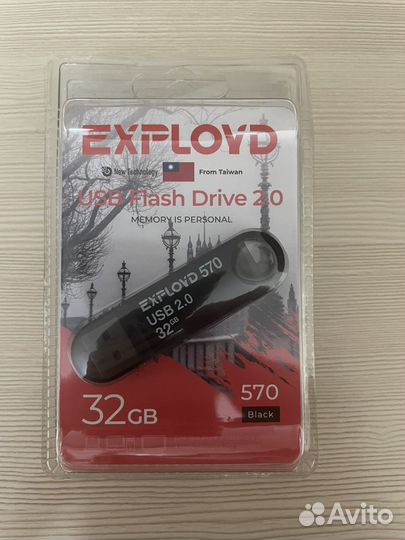 EXPLOYD
New Technology From Taiwan
USB Flash Drive 2.0
MEMORY IS PERSONAL
EXPLOYD 570
USB 2.0
32GB
32GB
570
Black
Avito